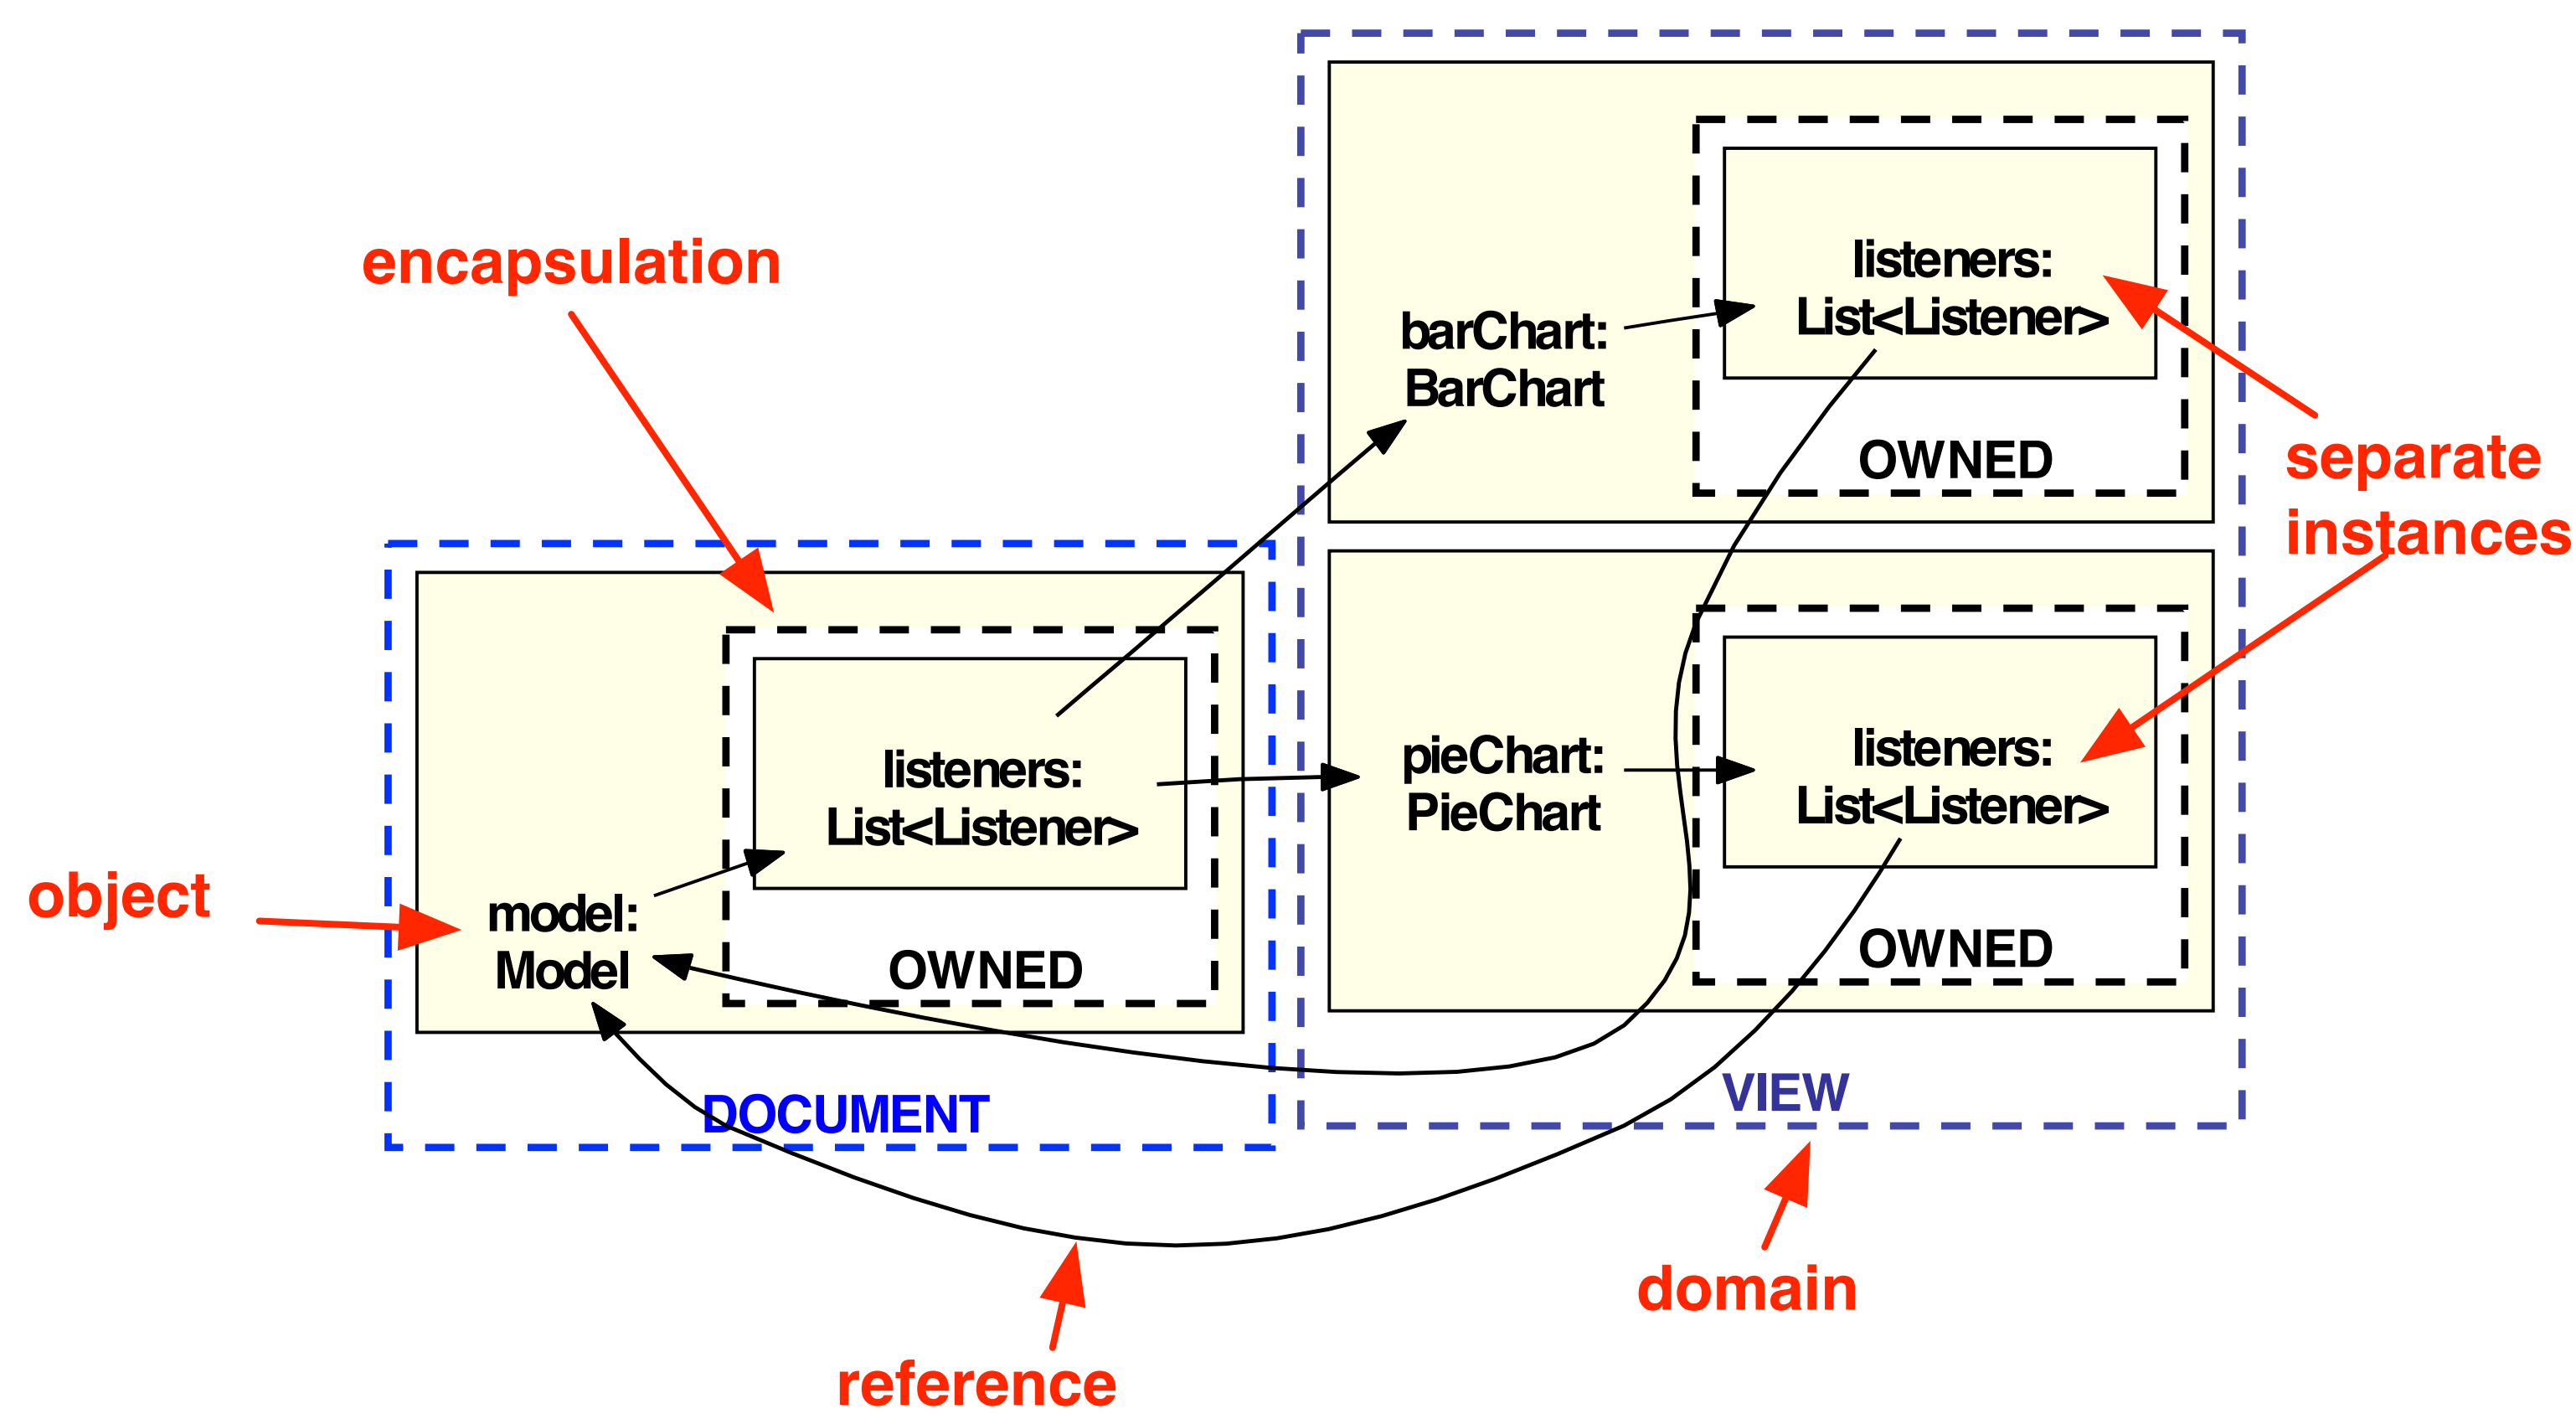 encapsulation
listeners:
List<Listener>
barChart:
BarChart
OWNED
separate
instances
listeners:
List<Listener>
pieChart:
PieChart
OWNED
listeners:
List<Listener>
object
model:
Model
OWNED
DOCUMENT
VIEW
domain
reference